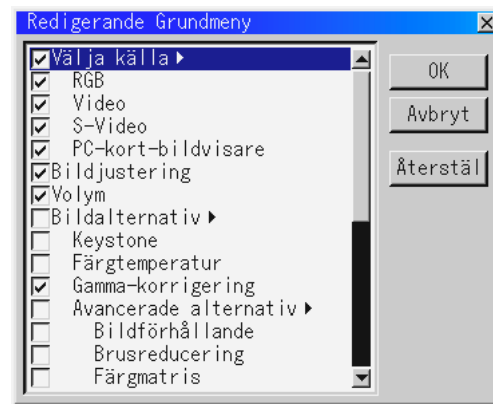 Redigerande Grundmeny
Välja källa
RGB
Video
S-Video
PC-kort-bildvisare
Bildjustering
Volym
Bildalternativ
Keystone
Färgtemperatur
Gamma-korrigering
Avancerade alternativ
Bildförhållande
Brusreducering
Färgmatris
OK
Avbryt
Återstäl